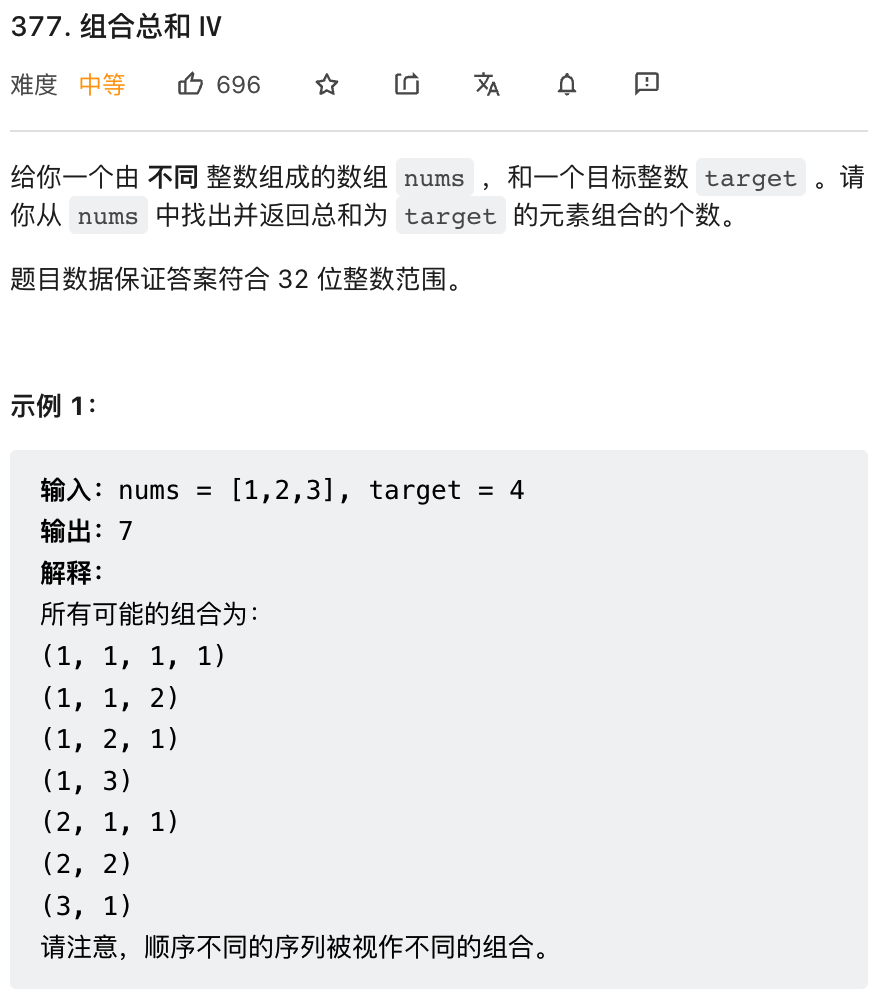 377. 组合总和 Ⅳ
难度 中等 696
给你一个由 不同 整数组成的数组 nums ，和一个目标整数 target 。请
你从 nums 中找出并返回总和为 target 的元素组合的个数。
题目数据保证答案符合 32 位整数范围。
示例 1：
输入：nums = [1,2,3], target = 4
输出：7
解释：
所有可能的组合为：
(1, 1, 1, 1)
(1, 1, 2)
(1, 2, 1)
(1, 3)
(2, 1, 1)
(2, 2)
(3, 1)
请注意，顺序不同的序列被视作不同的组合。